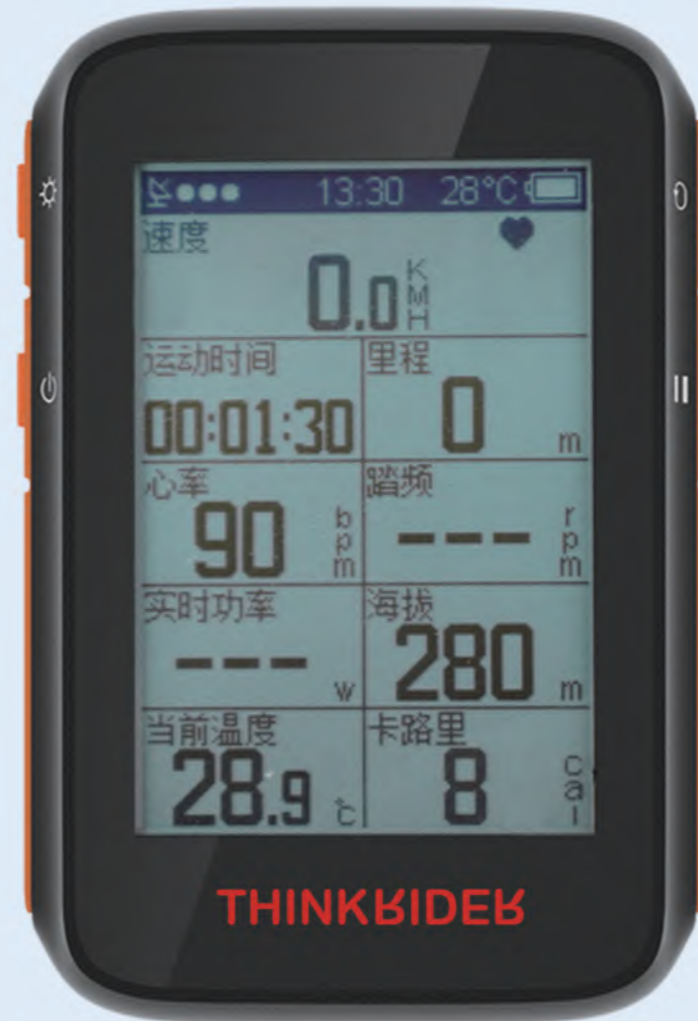 13:30 28°C
速度
0.0 KMH
运动时间 里程
00:01:30 0 m
心率 踏频
90 bpm --- rpm
实时功率 海拔
--- w 280 m
当前温度 卡路里
28.9 ℃ 8 cal
THINKRIDER